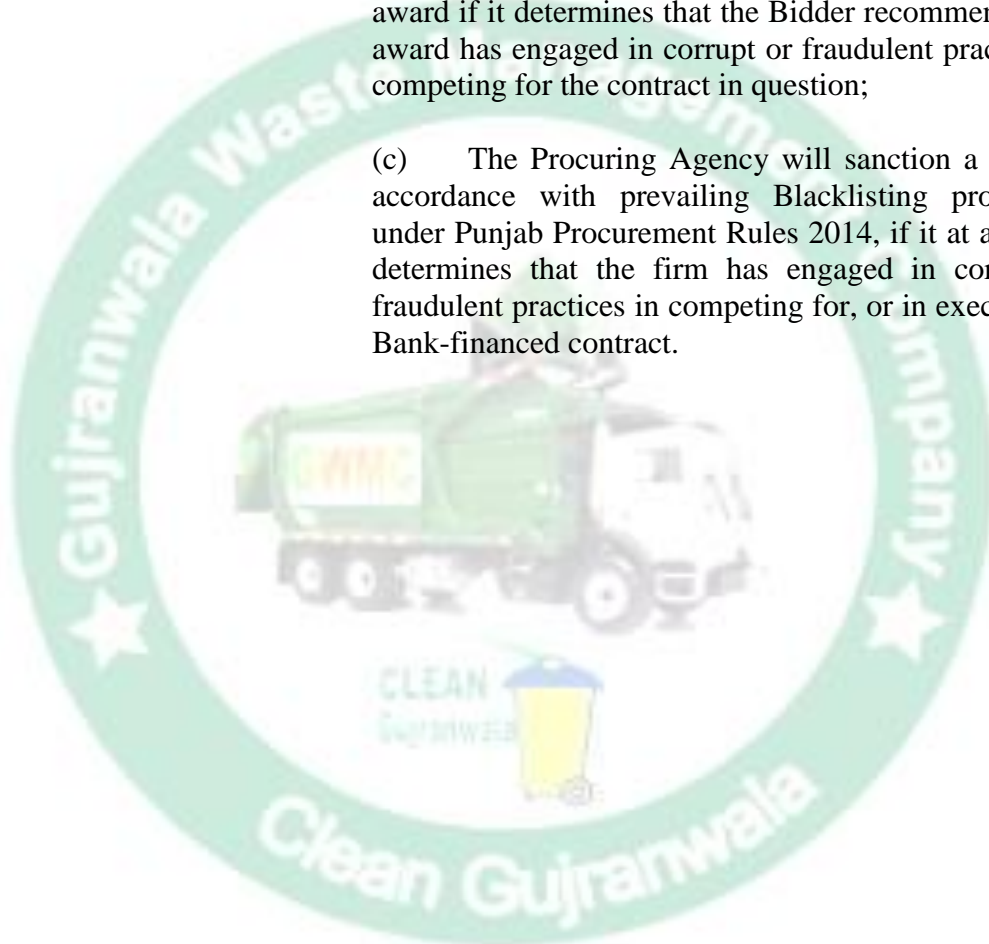 award if it determines that the Bidder recommen
award has engaged in corrupt or fraudulent prac
competing for the contract in question;
(c) The Procuring Agency will sanction a
accordance with prevailing Blacklisting pro
under Punjab Procurement Rules 2014, if it at a
determines that the firm has engaged in cor
fraudulent practices in competing for, or in exec
Bank-financed contract.
Gujranwala Waste Management Company
GWMC
CLEAN
Gujranwala
Clean Gujranwala